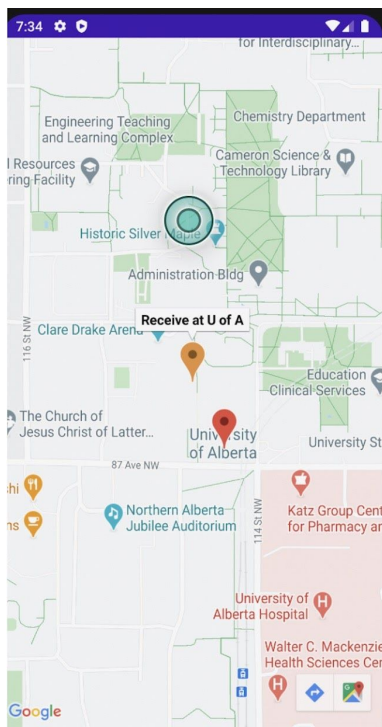 7:34
for Interdisciplinary...
Engineering Teaching
and Learning Complex
Chemistry Department
l Resources
ring Facility
Cameron Science &
Technology Library
Historic Silver Maple
Administration Bldg
Receive at U of A
Clare Drake Arena
116 St NW
Education
Clinical Services
The Church of
Jesus Christ of Latter...
University
of Alberta
University St
87 Ave NW
shi
ns
Northern Alberta
Jubilee Auditorium
114 St NW
Katz Group Cent
for Pharmacy an
University of
Alberta Hospital
H
Walter C. Mackenzie
Health Sciences Cen
H
Google